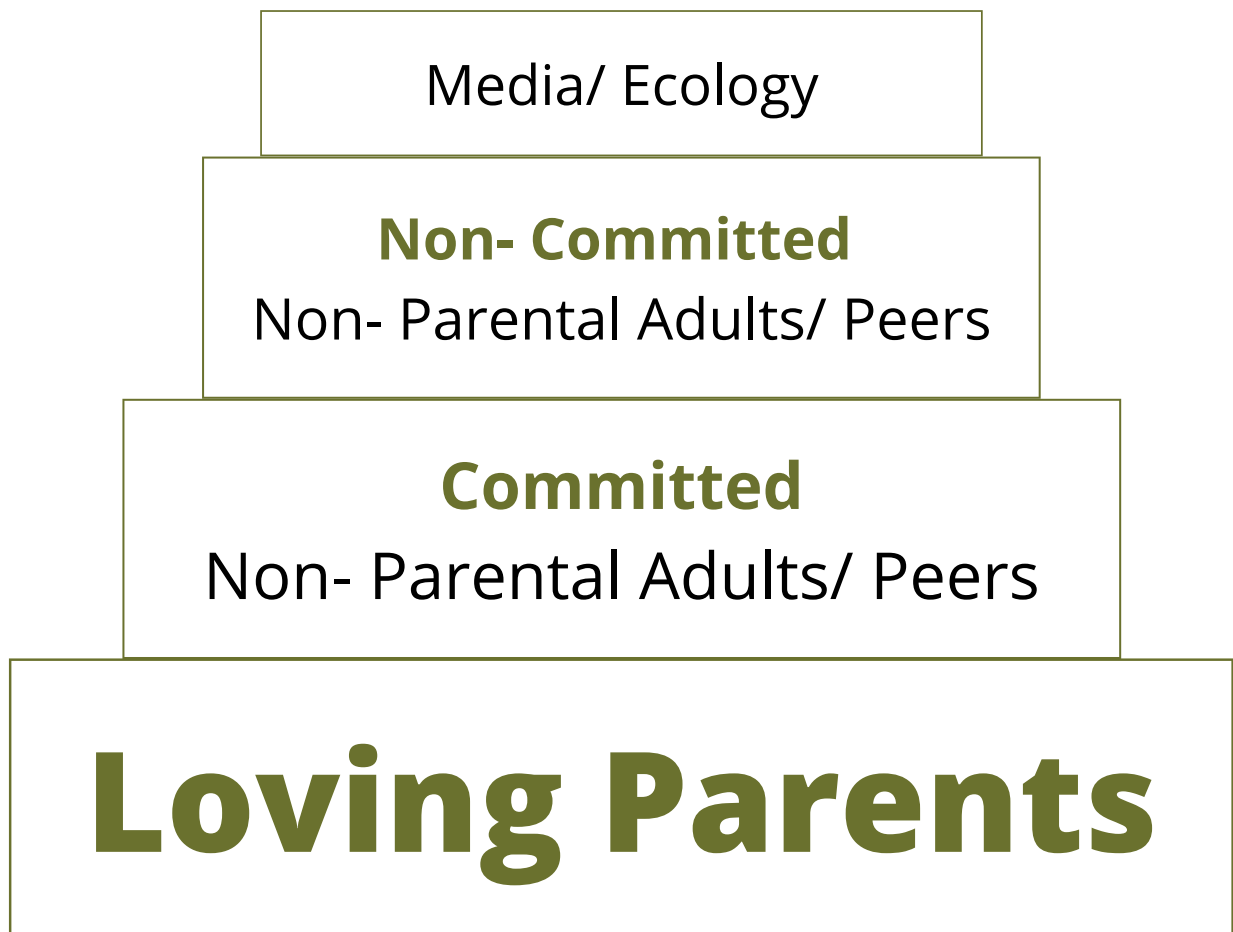 Media/ Ecology
Non- Committed
Non- Parental Adults/ Peers
Committed
Non- Parental Adults/ Peers
Loving Parents